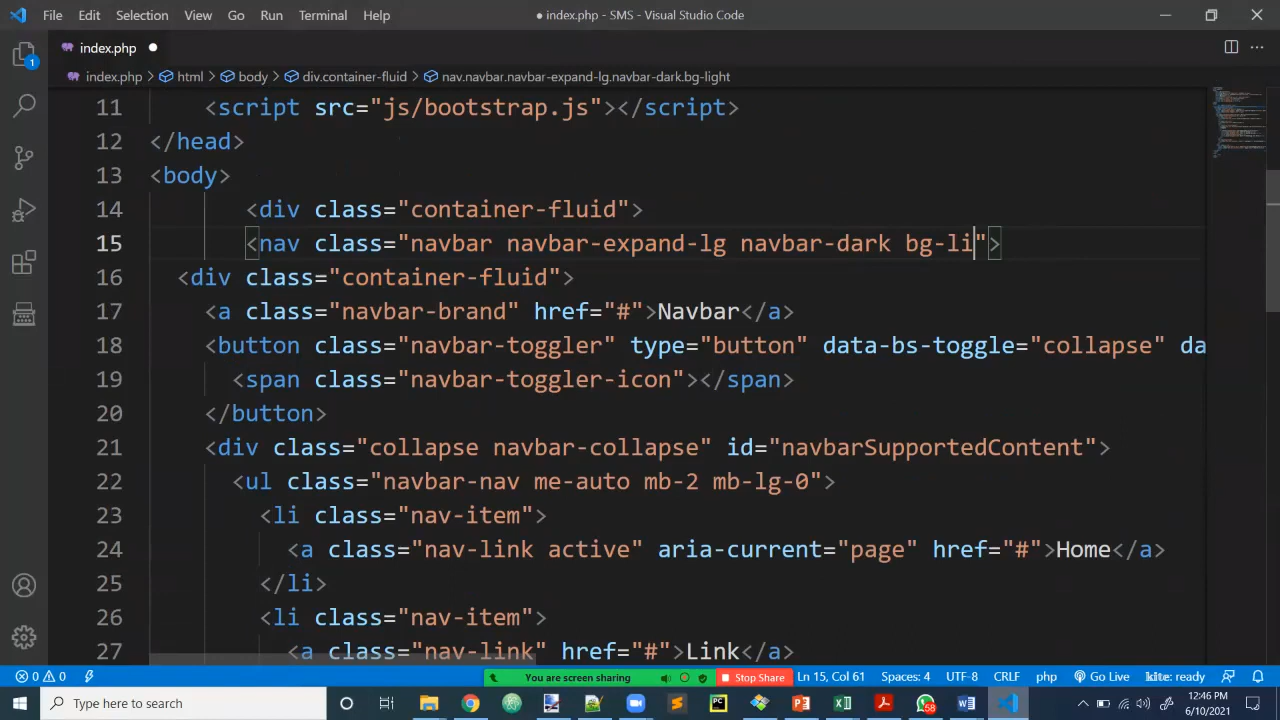 File Edit Selection View Go Run Terminal Help ● index.php - SMS - Visual Studio Code
index.php ●
index.php > html > body > div.container-fluid > nav.navbar.navbar-expand-lg.navbar-dark.bg-light
1
11 <script src="js/bootstrap.js"></script>
12 </head>
13 <body>
14 <div class="container-fluid">
15 <nav class="navbar navbar-expand-lg navbar-dark bg-li">
16 <div class="container-fluid">
17 <a class="navbar-brand" href="#">Navbar</a>
18 <button class="navbar-toggler" type="button" data-bs-toggle="collapse" da
19 <span class="navbar-toggler-icon"></span>
20 </button>
21 <div class="collapse navbar-collapse" id="navbarSupportedContent">
22 <ul class="navbar-nav me-auto mb-2 mb-lg-0">
23 <li class="nav-item">
24 <a class="nav-link active" aria-current="page" href="#">Home</a>
25 </li>
26 <li class="nav-item">
27 <a class="nav-link" href="#">Link</a>
0 0 You are screen sharing Stop Share Ln 15, Col 61 Spaces: 4 UTF-8 CRLF php Go Live kite: ready
Type here to search PC 58 12:46 PM
6/10/2021